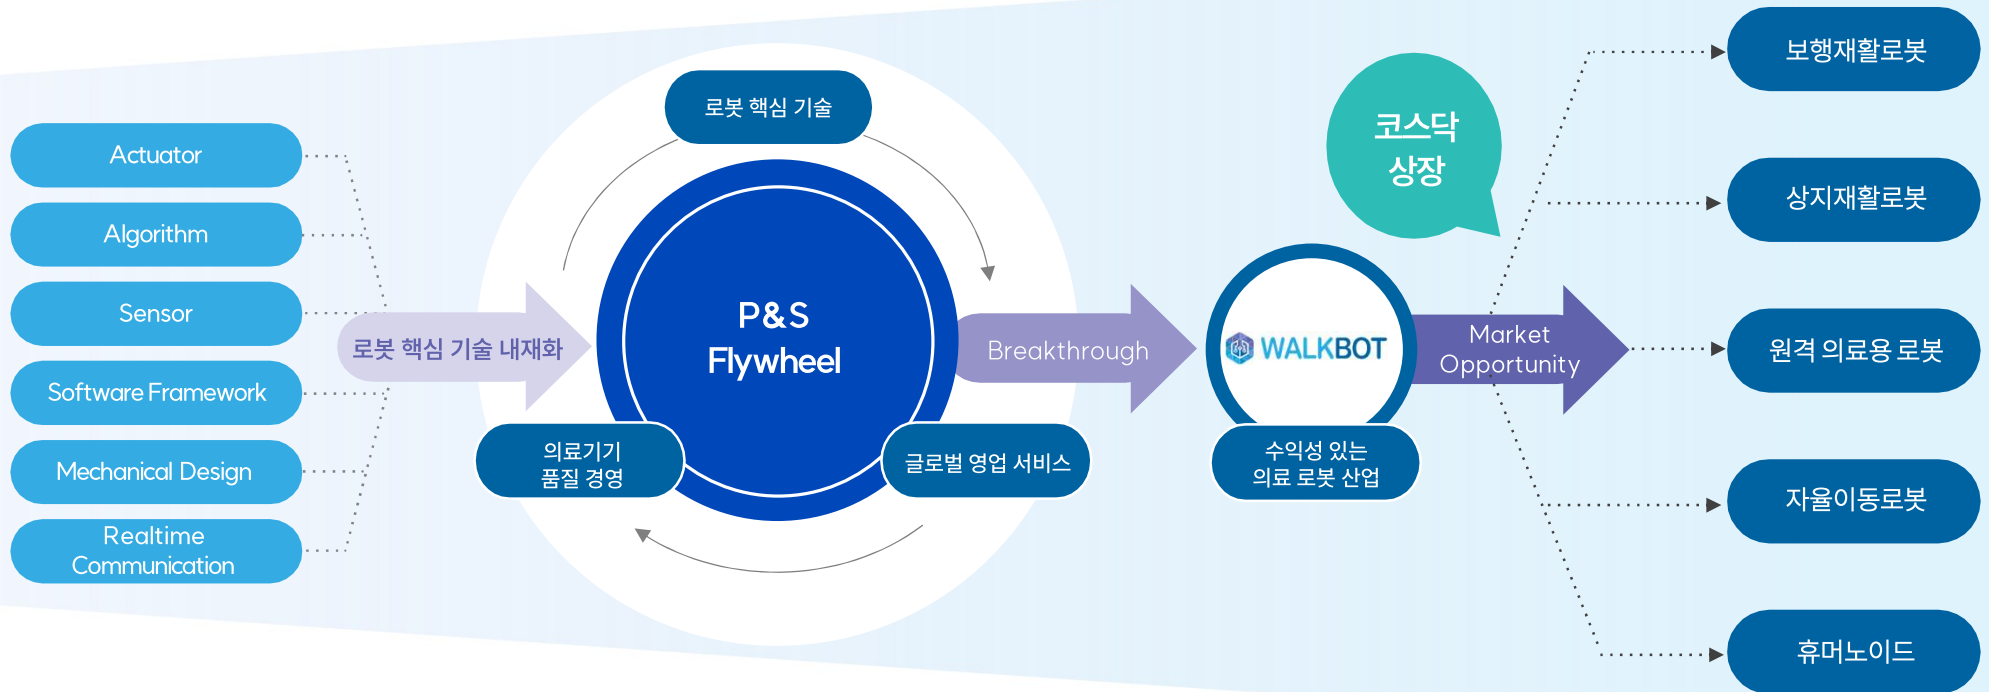 Actuator
Algorithm
Sensor
Software Framework
Mechanical Design
Realtime
Communication
로봇 핵심 기술 내재화
로봇 핵심 기술
P&S
Flywheel
의료기기
품질 경영
글로벌 영업 서비스
Breakthrough
WALKBOT
수익성 있는
의료 로봇 산업
코스닥
상장
Market
Opportunity
보행재활로봇
상지재활로봇
원격 의료용 로봇
자율이동로봇
휴머노이드